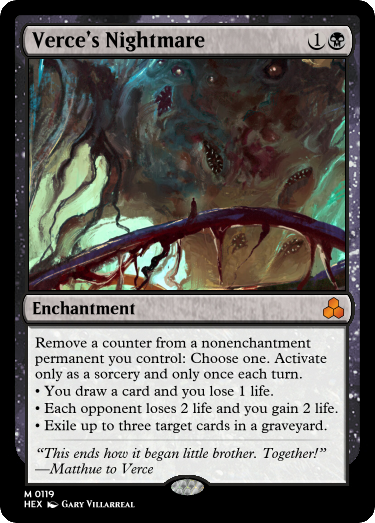 Verce's Nightmare 1
Enchantment
Remove a counter from a nonenchantment
permanent you control: Choose one. Activate
only as a sorcery and only once each turn.
• You draw a card and you lose 1 life.
• Each opponent loses 2 life and you gain 2 life.
• Exile up to three target cards in a graveyard.
“This ends how it began little brother. Together!”
—Matthue to Verce
M 0119
HEX Gary Villarreal